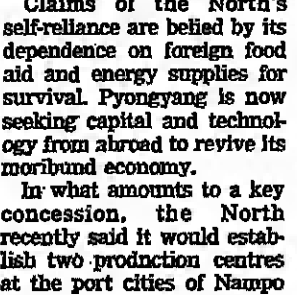 Claims of the North's
self-reliance are belied by its
dependence on foreign food
aid and energy supplies for
survival. Pyongyang is now
seeking capital and technol-
ogy from abroad to revive its
moribund economy.
In what amounts to a key
concession, the North
recently said it would estab-
lish two production centres
at the port cities of Nampo